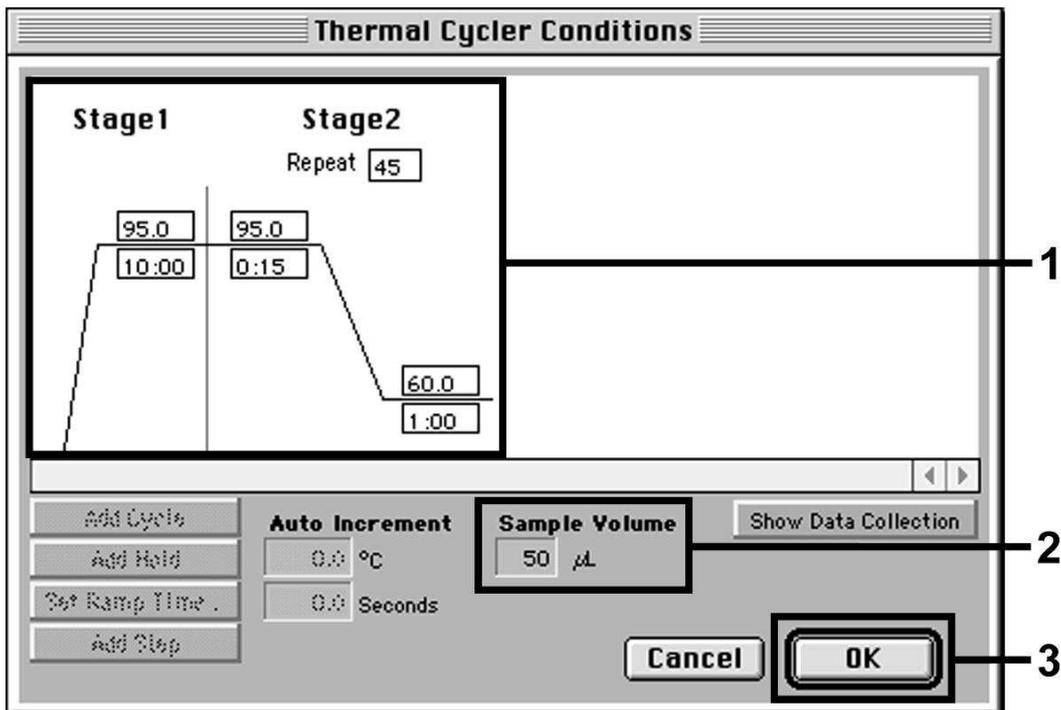 Thermal Cycler Conditions
Stage1 Stage2
Repeat 45
95.0 95.0
10:00 0:15
60.0
1:00
1
Add Cycle
Add Hold
Set Ramp Time .
Add Step
Auto Increment
0.0 °C
0.0 Seconds
Sample Volume
50 µL
Show Data Collection
2
Cancel OK
3